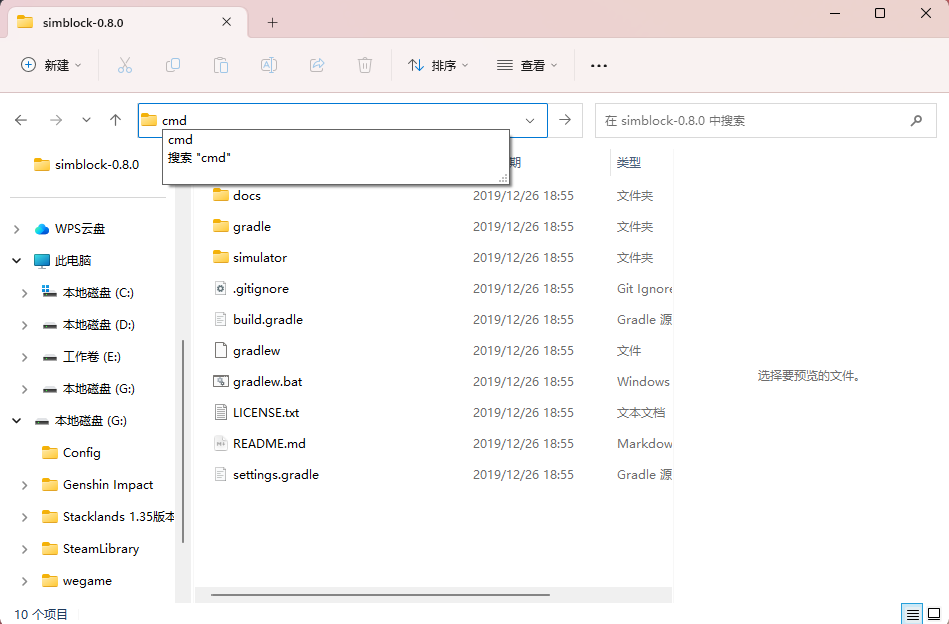 simblock-0.8.0
新建
排序
查看
cmd
在 simblock-0.8.0 中搜索
cmd
搜索 "cmd"
simblock-0.8.0
期
类型
docs 2019/12/26 18:55 文件夹
gradle 2019/12/26 18:55 文件夹
simulator 2019/12/26 18:55 文件夹
.gitignore 2019/12/26 18:55 Git Ignore
build.gradle 2019/12/26 18:55 Gradle 源
gradlew 2019/12/26 18:55 文件
gradlew.bat 2019/12/26 18:55 Windows
LICENSE.txt 2019/12/26 18:55 文本文档
README.md 2019/12/26 18:55 Markdow
settings.gradle 2019/12/26 18:55 Gradle 源
WPS云盘
此电脑
本地磁盘 (C:)
本地磁盘 (D:)
工作卷 (E:)
本地磁盘 (G:)
本地磁盘 (G:)
Config
Genshin Impact
Stacklands 1.35版本
SteamLibrary
wegame
选择要预览的文件。
10 个项目